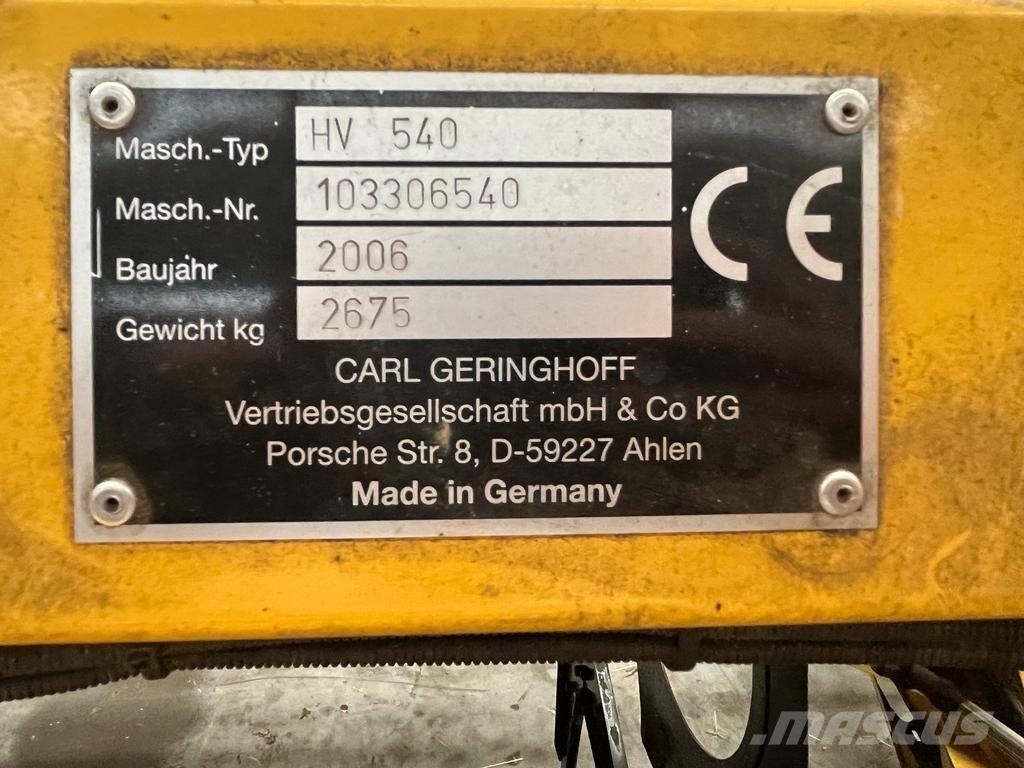 Masch.-Typ HV 540
Masch.-Nr. 103306540
Baujahr 2006
Gewicht kg 2675
CE
CARL GERINGHOFF
Vertriebsgesellschaft mbH & Co KG
Porsche Str. 8, D-59227 Ahlen
Made in Germany
MASCUS